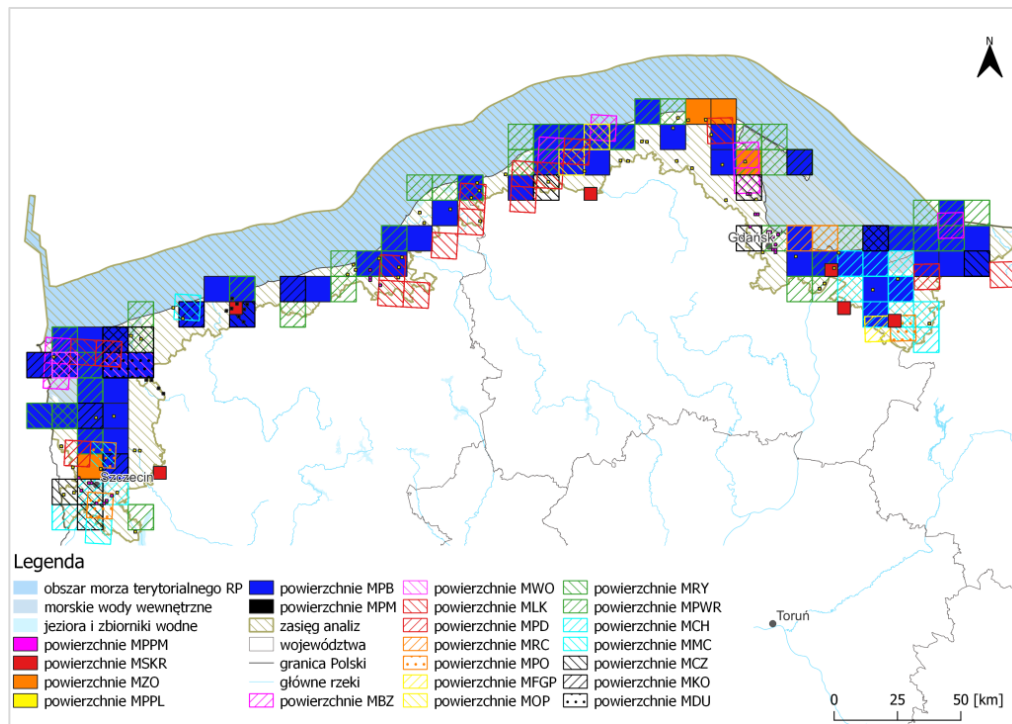 N
Gdańsk
Szczecin
Toruń
Legenda
obszar morza terytorialnego RP
morskie wody wewnętrzne
jeziora i zbiorniki wodne
powierzchnie MPPM
powierzchnie MSKR
powierzchnie MZO
powierzchnie MPPL
powierzchnie MPB
powierzchnie MPM
zasięg analiz
województwa
granica Polski
główne rzeki
powierzchnie MBZ
powierzchnie MWO
powierzchnie MLK
powierzchnie MPD
powierzchnie MRC
powierzchnie MPO
powierzchnie MFGP
powierzchnie MOP
powierzchnie MRY
powierzchnie MPWR
powierzchnie MCH
powierzchnie MMC
powierzchnie MCZ
powierzchnie MKO
powierzchnie MDU
0 25 50 [km]